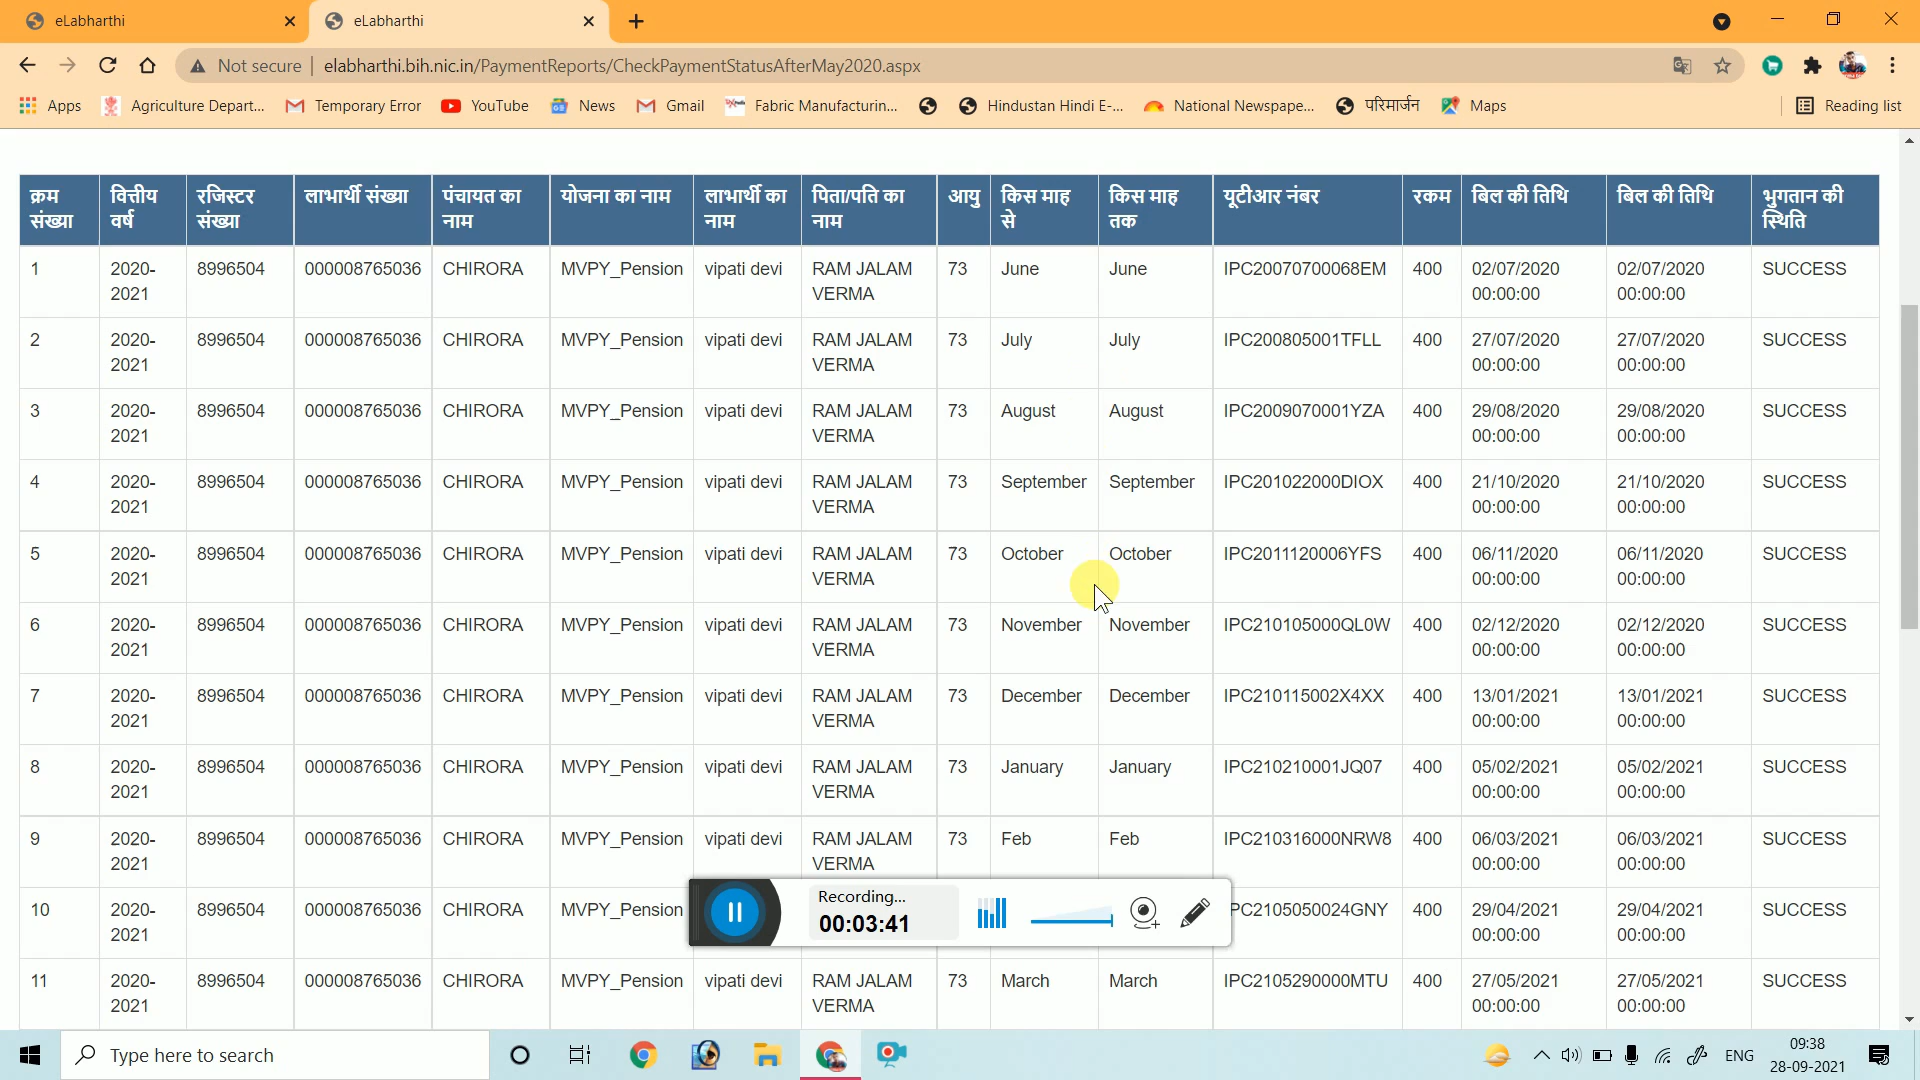 eLabharthi
eLabharthi
Not secure | elabharthi.bih.nic.in/PaymentReports/CheckPaymentStatusAfterMay2020.aspx
Apps Agriculture Depart... Temporary Error YouTube News Gmail Fabric Manufacturin... Hindustan Hindi E-... National Newspape... परिमार्जन Maps Reading list
क्रम संख्या वित्तीय वर्ष रजिस्टर संख्या लाभार्थी संख्या पंचायत का नाम योजना का नाम लाभार्थी का नाम पिता/पति का नाम आयु किस माह से किस माह तक यूटीआर नंबर रकम बिल की तिथि बिल की तिथि भुगतान की स्थिति
1 2020-2021 8996504 000008765036 CHIRORA MVPY_Pension vipati devi RAM JALAM VERMA 73 June June IPC20070700068EM 400 02/07/2020 00:00:00 02/07/2020 00:00:00 SUCCESS
2 2020-2021 8996504 000008765036 CHIRORA MVPY_Pension vipati devi RAM JALAM VERMA 73 July July IPC200805001TFLL 400 27/07/2020 00:00:00 27/07/2020 00:00:00 SUCCESS
3 2020-2021 8996504 000008765036 CHIRORA MVPY_Pension vipati devi RAM JALAM VERMA 73 August August IPC2009070001YZA 400 29/08/2020 00:00:00 29/08/2020 00:00:00 SUCCESS
4 2020-2021 8996504 000008765036 CHIRORA MVPY_Pension vipati devi RAM JALAM VERMA 73 September September IPC201022000DIOX 400 21/10/2020 00:00:00 21/10/2020 00:00:00 SUCCESS
5 2020-2021 8996504 000008765036 CHIRORA MVPY_Pension vipati devi RAM JALAM VERMA 73 October October IPC2011120006YFS 400 06/11/2020 00:00:00 06/11/2020 00:00:00 SUCCESS
6 2020-2021 8996504 000008765036 CHIRORA MVPY_Pension vipati devi RAM JALAM VERMA 73 November November IPC210105000QL0W 400 02/12/2020 00:00:00 02/12/2020 00:00:00 SUCCESS
7 2020-2021 8996504 000008765036 CHIRORA MVPY_Pension vipati devi RAM JALAM VERMA 73 December December IPC210115002X4XX 400 13/01/2021 00:00:00 13/01/2021 00:00:00 SUCCESS
8 2020-2021 8996504 000008765036 CHIRORA MVPY_Pension vipati devi RAM JALAM VERMA 73 January January IPC210210001JQ07 400 05/02/2021 00:00:00 05/02/2021 00:00:00 SUCCESS
9 2020-2021 8996504 000008765036 CHIRORA MVPY_Pension vipati devi RAM JALAM VERMA 73 Feb Feb IPC210316000NRW8 400 06/03/2021 00:00:00 06/03/2021 00:00:00 SUCCESS
10 2020-2021 8996504 000008765036 CHIRORA MVPY_Pension PC2105050024GNY 400 29/04/2021 00:00:00 29/04/2021 00:00:00 SUCCESS
Recording...
00:03:41
11 2020-2021 8996504 000008765036 CHIRORA MVPY_Pension vipati devi RAM JALAM VERMA 73 March March IPC2105290000MTU 400 27/05/2021 00:00:00 27/05/2021 00:00:00 SUCCESS
Type here to search
ENG
09:38
28-09-2021